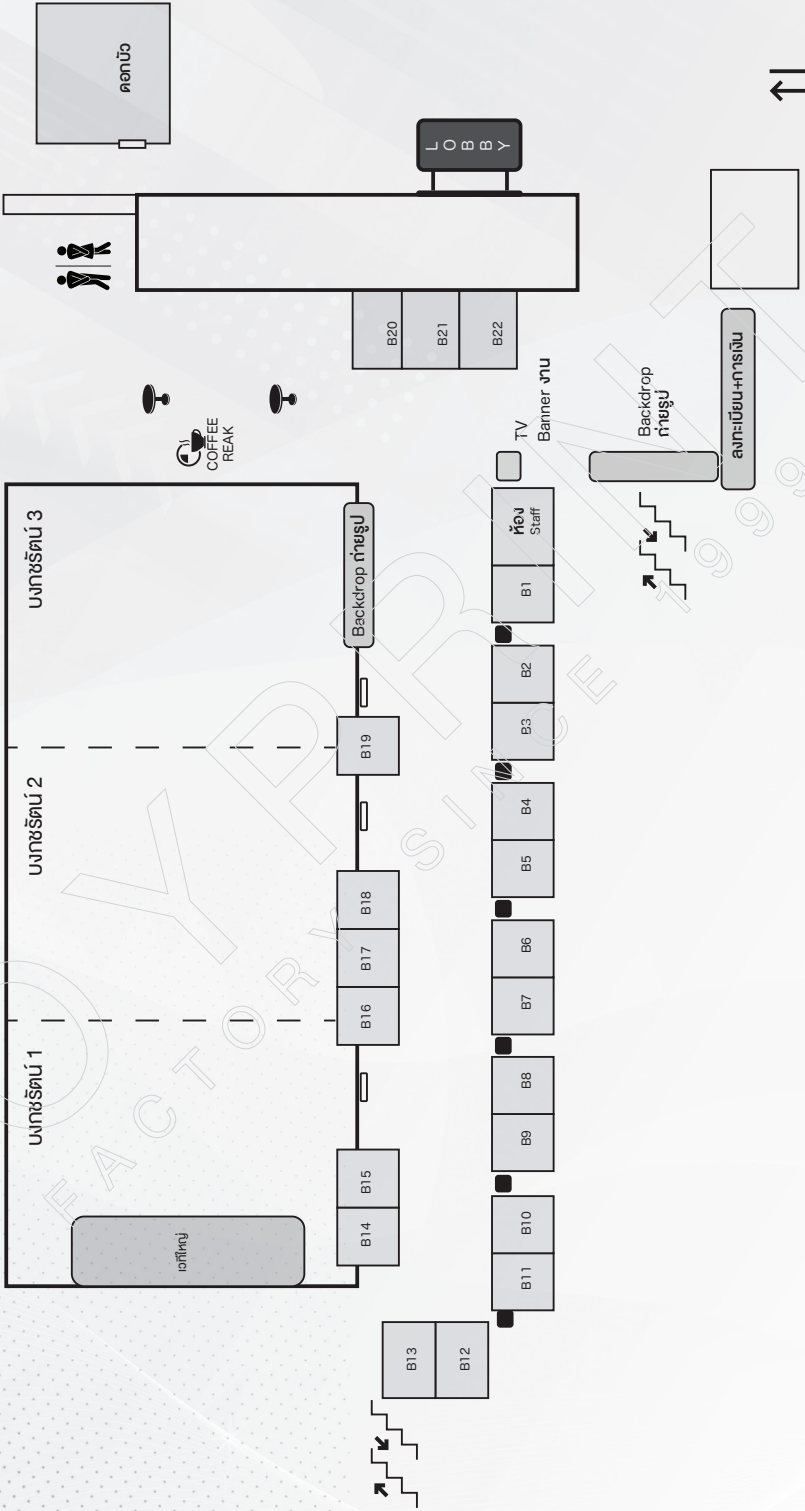 ดอกบัว
LOBBY
B20
B21
B22
COFFEE
REAK
TV
Banner งาน
Backdrop
ถ่ายรูป
ลงทะเบียน+การเงิน
บงกชรัตน์ 3
บงกชรัตน์ 2
บงกชรัตน์ 1
เวทีใหญ่
Backdrop ถ่ายรูป
ห้อง
Staff
B19
B18
B17
B16
B15
B14
B1
B2
B3
B4
B5
B6
B7
B8
B9
B10
B11
B13
B12
YPRINT
FACTORY SINCE 1999